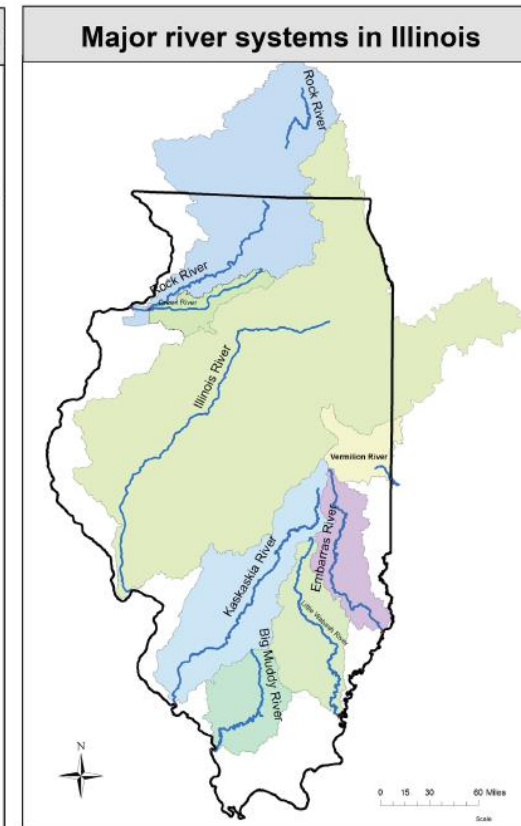 Major river systems in Illinois
Rock River
Rock River
Green River
Illinois River
Vermilion River
Kaskaskia River
Embarras River
Little Wabash River
Big Muddy River
N
0 15 30 60 Miles
Scale